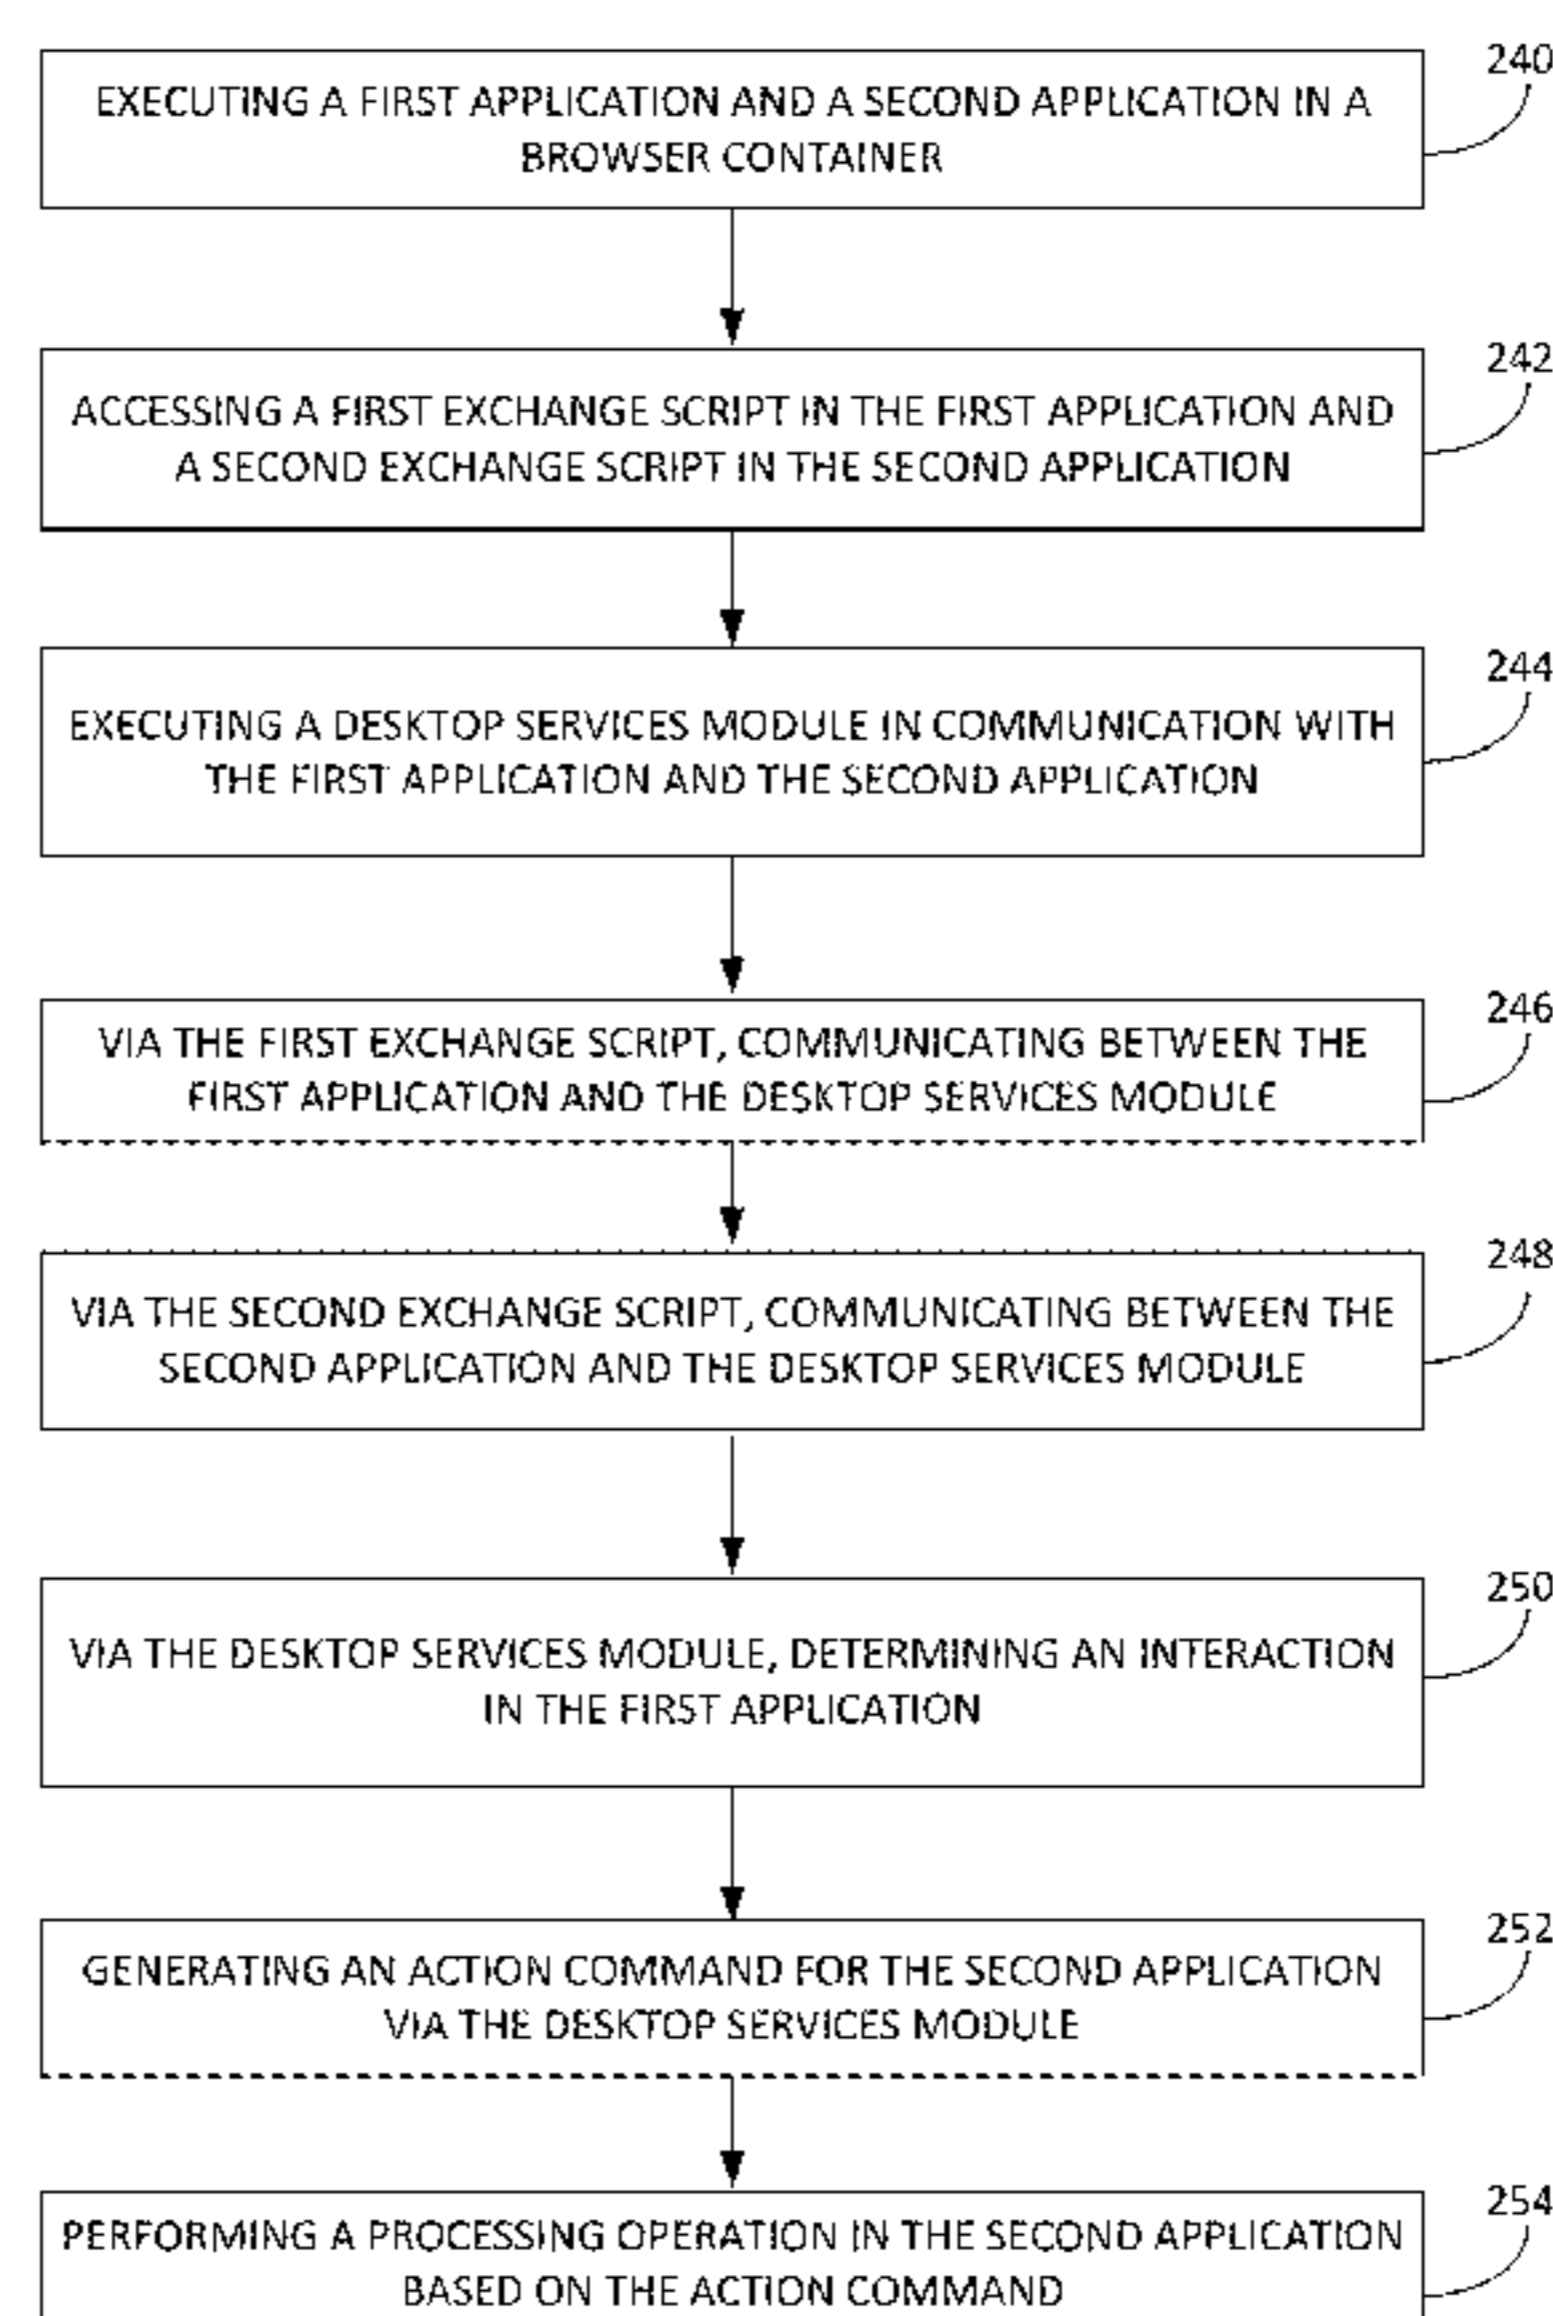 240
EXECUTING A FIRST APPLICATION AND A SECOND APPLICATION IN A
BROWSER CONTAINER
242
ACCESSING A FIRST EXCHANGE SCRIPT IN THE FIRST APPLICATION AND
A SECOND EXCHANGE SCRIPT IN THE SECOND APPLICATION
244
EXECUTING A DESKTOP SERVICES MODULE IN COMMUNICATION WITH
THE FIRST APPLICATION AND THE SECOND APPLICATION
246
VIA THE FIRST EXCHANGE SCRIPT, COMMUNICATING BETWEEN THE
FIRST APPLICATION AND THE DESKTOP SERVICES MODULE
248
VIA THE SECOND EXCHANGE SCRIPT, COMMUNICATING BETWEEN THE
SECOND APPLICATION AND THE DESKTOP SERVICES MODULE
250
VIA THE DESKTOP SERVICES MODULE, DETERMINING AN INTERACTION
IN THE FIRST APPLICATION
252
GENERATING AN ACTION COMMAND FOR THE SECOND APPLICATION
VIA THE DESKTOP SERVICES MODULE
254
PERFORMING A PROCESSING OPERATION IN THE SECOND APPLICATION
BASED ON THE ACTION COMMAND